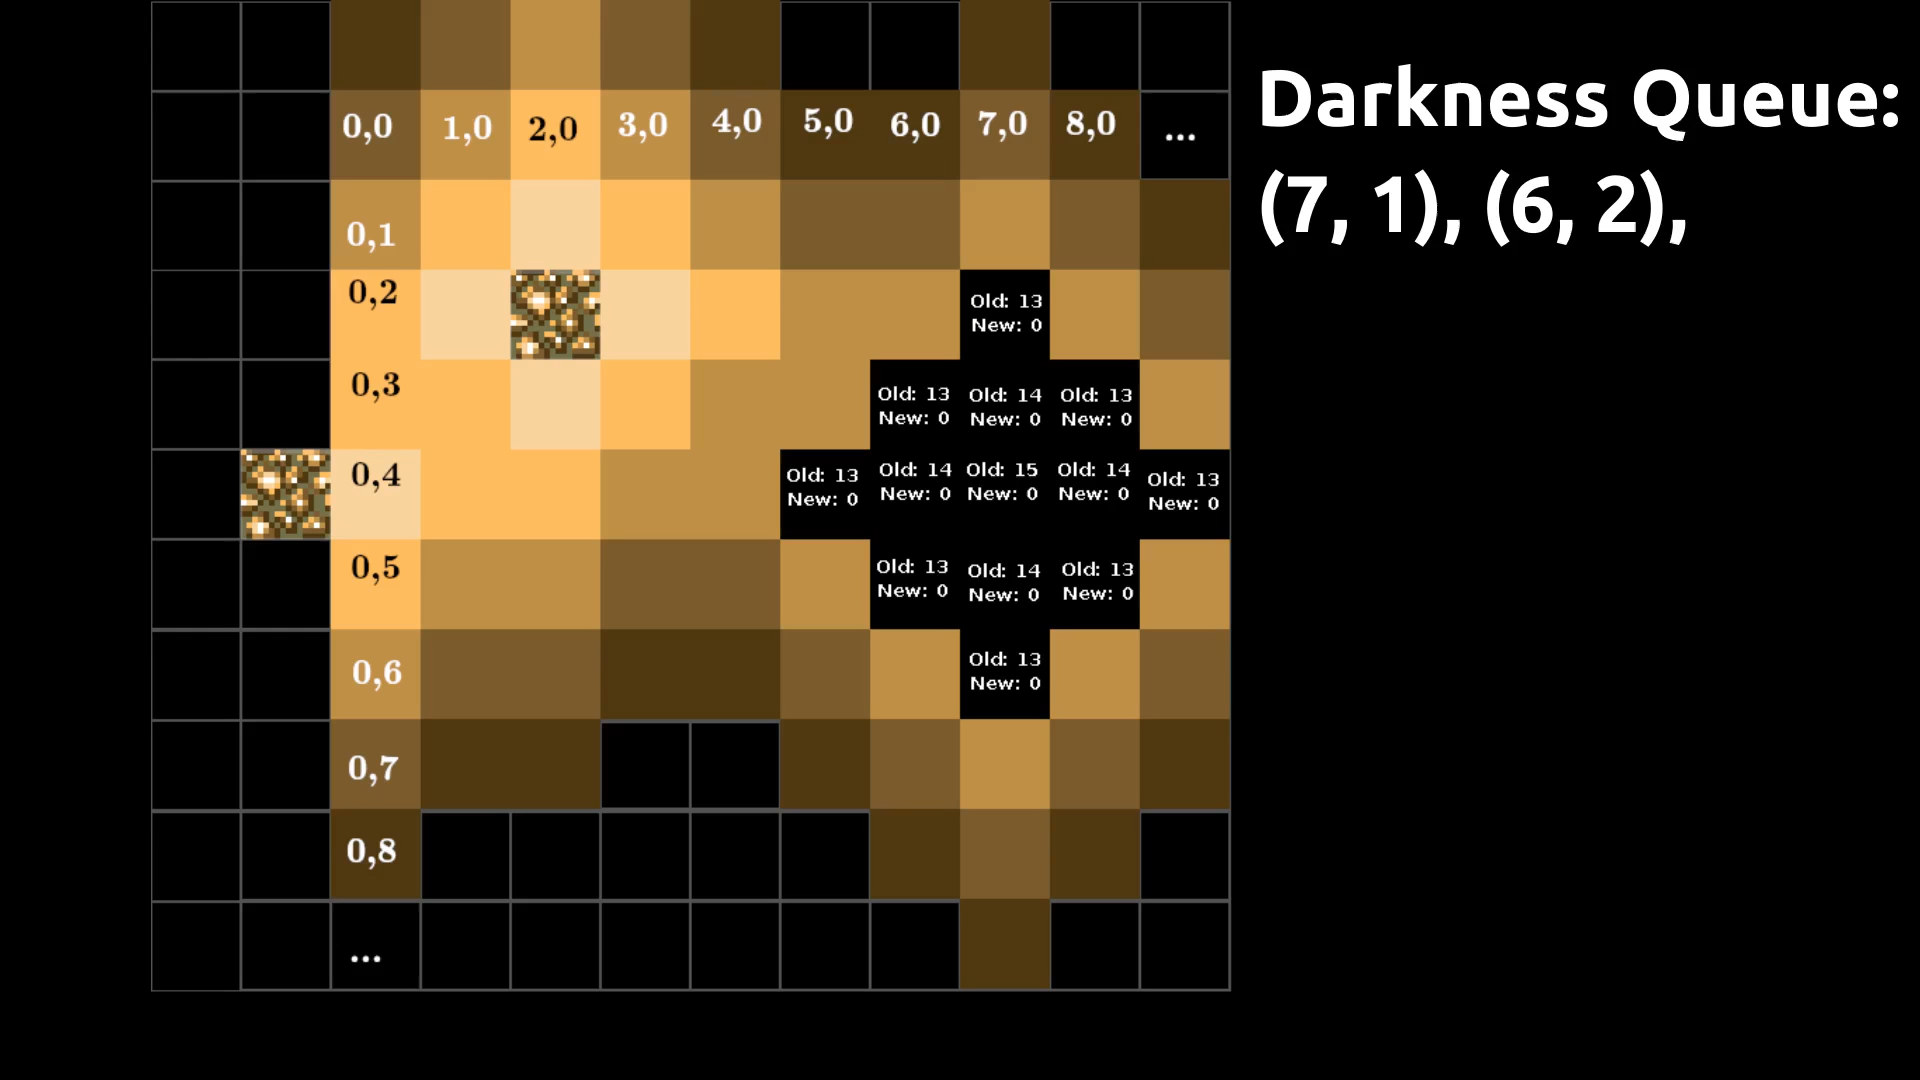 Darkness Queue:
(7, 1), (6, 2),
0,0 1,0 2,0 3,0 4,0 5,0 6,0 7,0 8,0 ...
0,1
0,2
Old: 13
New: 0
0,3
Old: 13 Old: 14 Old: 13
New: 0 New: 0 New: 0
0,4
Old: 13 Old: 14 Old: 15 Old: 14 Old: 13
New: 0 New: 0 New: 0 New: 0 New: 0
0,5
Old: 13 Old: 14 Old: 13
New: 0 New: 0 New: 0
0,6
Old: 13
New: 0
0,7
0,8
...